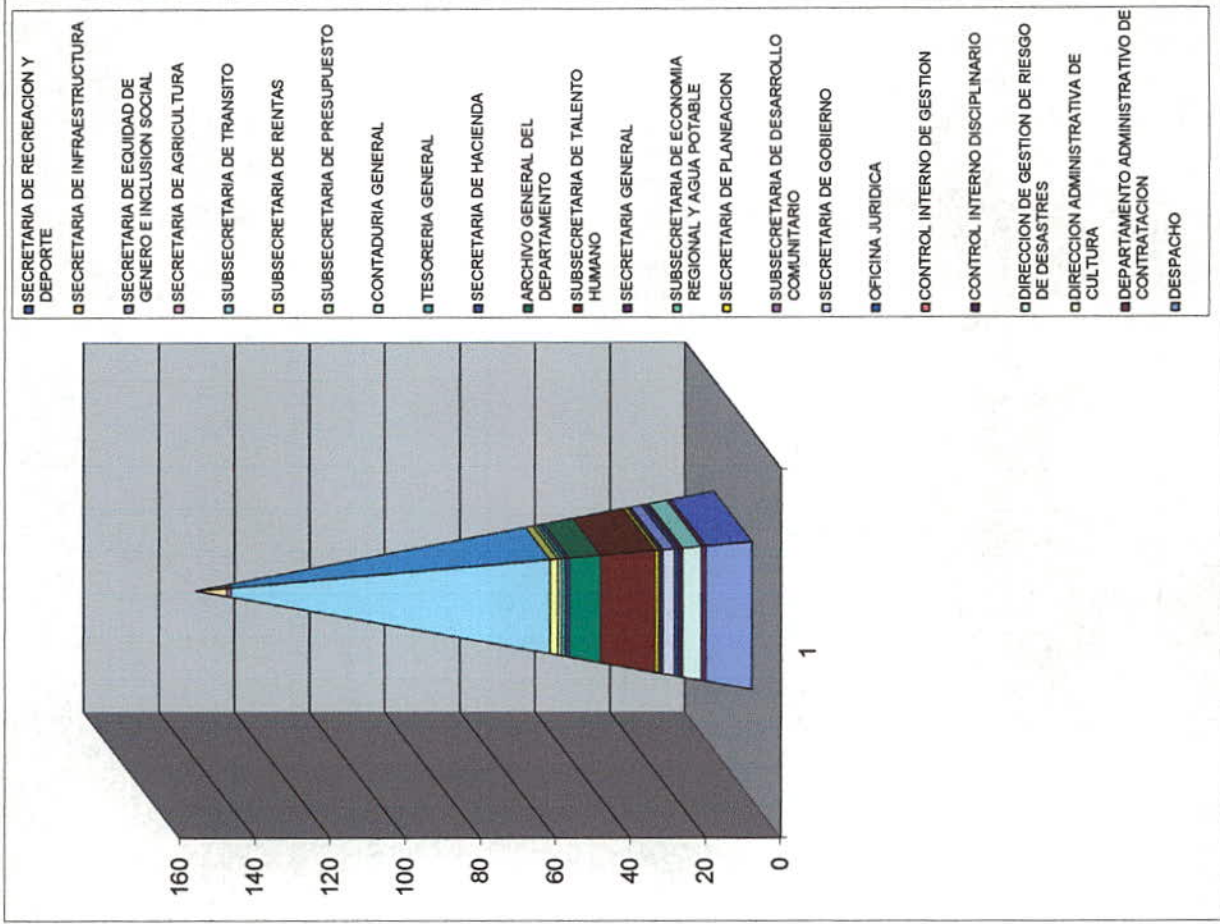 SECRETARIA DE RECREACION Y
DEPORTE
SECRETARIA DE INFRAESTRUCTURA
SECRETARIA DE EQUIDAD DE
GENERO E INCLUSION SOCIAL
SECRETARIA DE AGRICULTURA
SUBSECRETARIA DE TRANSITO
SUBSECRETARIA DE RENTAS
SUBSECRETARIA DE PRESUPUESTO
CONTADURIA GENERAL
TESORERIA GENERAL
SECRETARIA DE HACIENDA
ARCHIVO GENERAL DEL
DEPARTAMENTO
SUBSECRETARIA DE TALENTO
HUMANO
SECRETARIA GENERAL
SUBSECRETARIA DE ECONOMIA
REGIONAL Y AGUA POTABLE
SECRETARIA DE PLANEACION
SUBSECRETARIA DE DESARROLLO
COMUNITARIO
SECRETARIA DE GOBIERNO
OFICINA JURIDICA
CONTROL INTERNO DE GESTION
CONTROL INTERNO DISCIPLINARIO
DIRECCION DE GESTION DE RIESGO
DE DESASTRES
DIRECCION ADMINISTRATIVA DE
CULTURA
DEPARTAMENTO ADMINISTRATIVO DE
CONTRATACION
DESPACHO
160
140
120
100
80
60
40
20
0
1